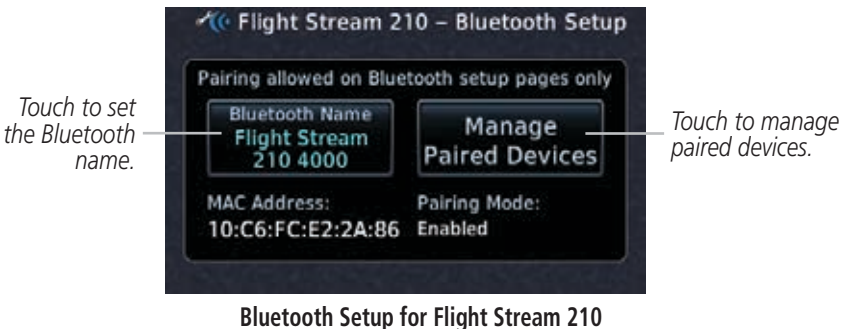 Flight Stream 210 – Bluetooth Setup
Pairing allowed on Bluetooth setup pages only
Touch to set
the Bluetooth
name.
Bluetooth Name
Flight Stream
210 4000
Manage
Paired Devices
Touch to manage
paired devices.
MAC Address:
10:C6:FC:E2:2A:86
Pairing Mode:
Enabled
Bluetooth Setup for Flight Stream 210